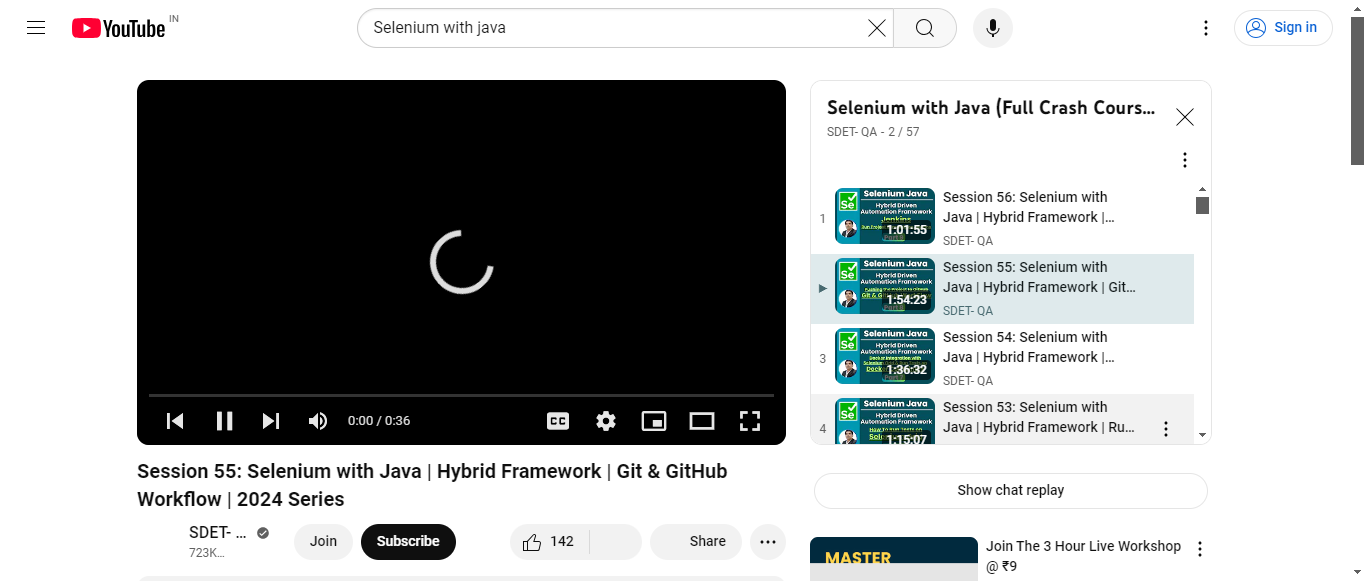 YouTube IN
Selenium with java
Sign in
0:00 / 0:36
CC
Session 55: Selenium with Java | Hybrid Framework | Git & GitHub
Workflow | 2024 Series
SDET- ...
723K...
Join
Subscribe
142
Share
Selenium with Java (Full Crash Cours...
SDET- QA - 2 / 57
1
Selenium Java
Se
Hybrid Driven
Automation Framework
Jenkins
1:01:55
Session 56: Selenium with
Java | Hybrid Framework |...
SDET- QA
Selenium Java
Se
Hybrid Driven
Automation Framework
1:54:23
Session 55: Selenium with
Java | Hybrid Framework | Git...
SDET- QA
3
Selenium Java
Se
Hybrid Driven
Automation Framework
1:36:32
Session 54: Selenium with
Java | Hybrid Framework |...
SDET- QA
4
Selenium Java
Se
Hybrid Driven
Automation Framework
1:15:07
Session 53: Selenium with
Java | Hybrid Framework | Ru...
Show chat replay
MASTER
Join The 3 Hour Live Workshop
@ ₹9